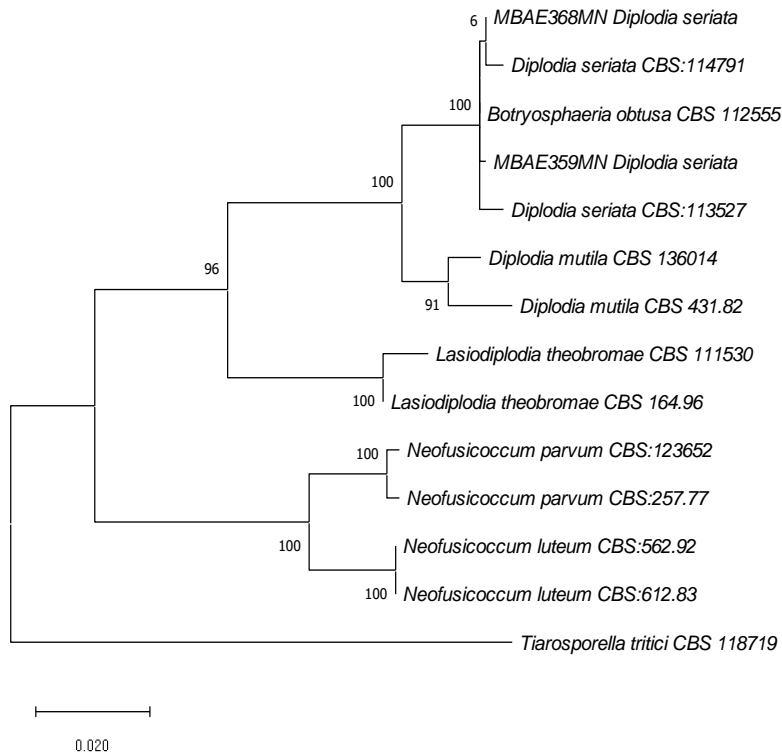 6
MBAE368MN Diplodia seriata
Diplodia seriata CBS:114791
100
Botryosphaeria obtusa CBS 112555
MBAE359MN Diplodia seriata
100
Diplodia seriata CBS:113527
96
Diplodia mutila CBS 136014
91
Diplodia mutila CBS 431.82
Lasiodiplodia theobromae CBS 111530
100
Lasiodiplodia theobromae CBS 164.96
100
Neofusicoccum parvum CBS:123652
Neofusicoccum parvum CBS:257.77
100
Neofusicoccum luteum CBS:562.92
100
Neofusicoccum luteum CBS:612.83
Tiarosporella tritici CBS 118719
0.020